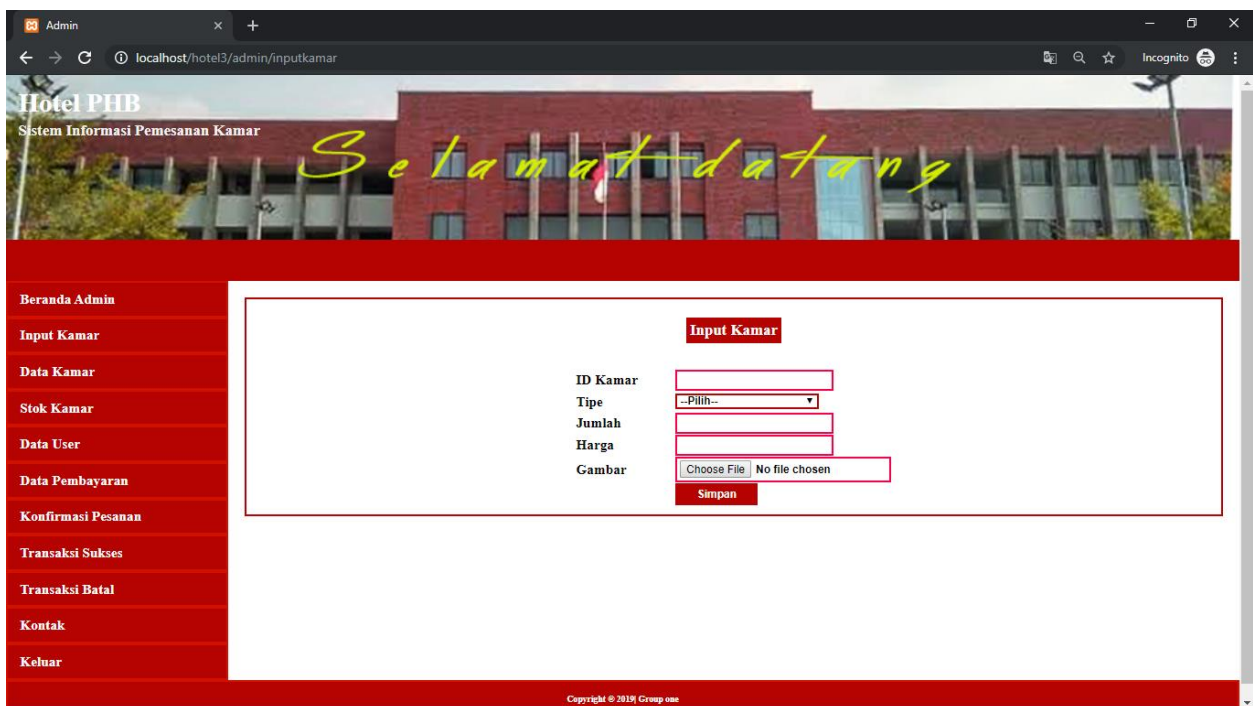 Admin
localhost/hotel3/admin/inputkamar
Incognito
Hotel PHB
Sistem Informasi Pemesanan Kamar
Selamat datang
Beranda Admin
Input Kamar
Data Kamar
Stok Kamar
Data User
Data Pembayaran
Konfirmasi Pesanan
Transaksi Sukses
Transaksi Batal
Kontak
Keluar
Input Kamar
ID Kamar
Tipe --Pilih--
Jumlah
Harga
Gambar Choose File No file chosen
Simpan
Copyright © 2019| Group one